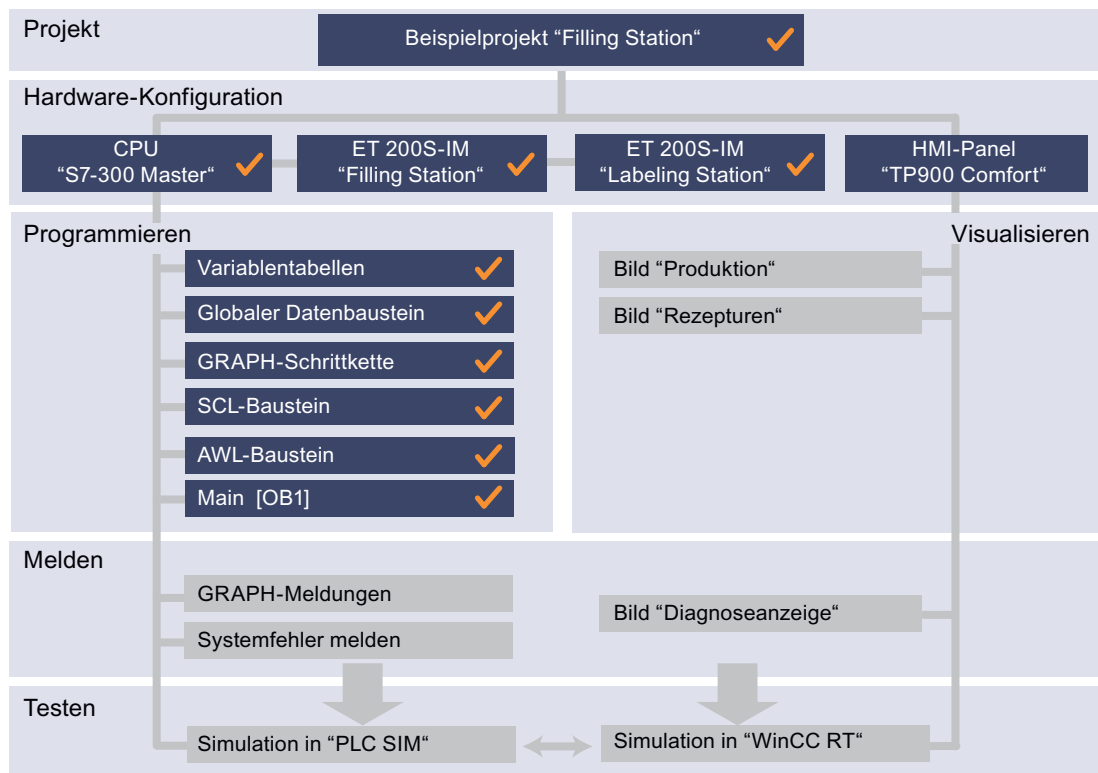 Projekt
Beispielprojekt “Filling Station“
Hardware-Konfiguration
CPU
“S7-300 Master“
ET 200S-IM
“Filling Station“
ET 200S-IM
“Labeling Station“
HMI-Panel
“TP900 Comfort“
Programmieren
Variablentabellen
Globaler Datenbaustein
GRAPH-Schrittkette
SCL-Baustein
AWL-Baustein
Main [OB1]
Visualisieren
Bild “Produktion“
Bild “Rezepturen“
Melden
GRAPH-Meldungen
Systemfehler melden
Bild “Diagnoseanzeige“
Testen
Simulation in “PLC SIM“
Simulation in “WinCC RT“